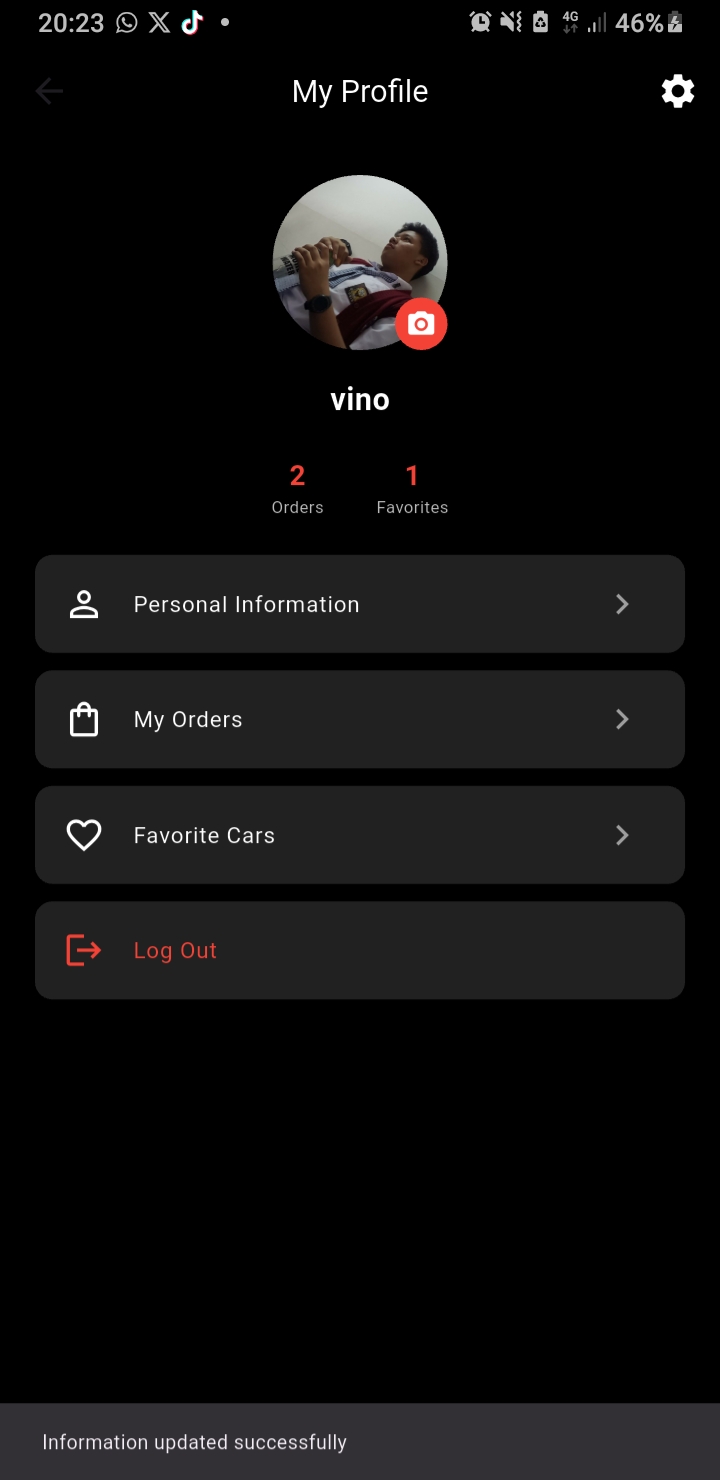 20:23 4G 46%
My Profile
vino
2 1
Orders Favorites
Personal Information
My Orders
Favorite Cars
Log Out
Information updated successfully